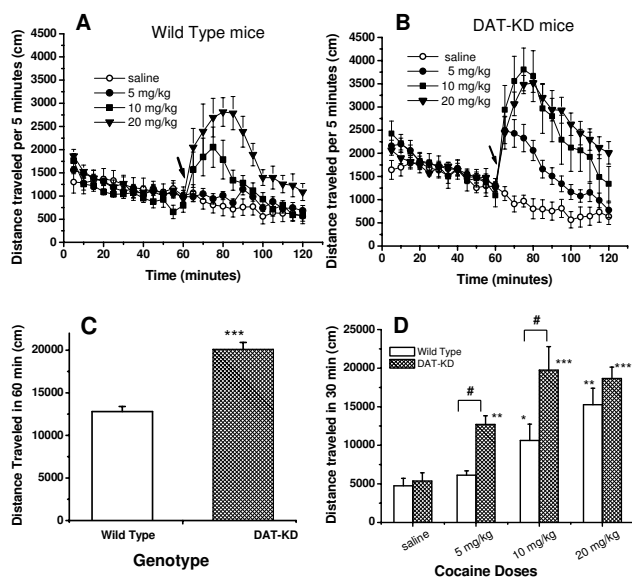 A
Wild Type mice
Distance traveled per 5 minutes (cm)
5000
4500
4000
3500
3000
2500
2000
1500
1000
500
0
saline
5 mg/kg
10 mg/kg
20 mg/kg
0 20 40 60 80 100 120
Time (minutes)
B
DAT-KD mice
Distance traveled per 5 minutes (cm)
5000
4500
4000
3500
3000
2500
2000
1500
1000
500
0
saline
5 mg/kg
10 mg/kg
20 mg/kg
0 20 40 60 80 100 120
Time (minutes)
C
Distance Traveled in 60 min (cm)
20000
15000
10000
5000
0
***
Wild Type DAT-KD
Genotype
D
Distance traveled in 30 min (cm)
25000
20000
15000
10000
5000
0
Wild Type
DAT-KD
#
**
#
*
***
**
***
saline 5 mg/kg 10 mg/kg 20 mg/kg
Cocaine Doses